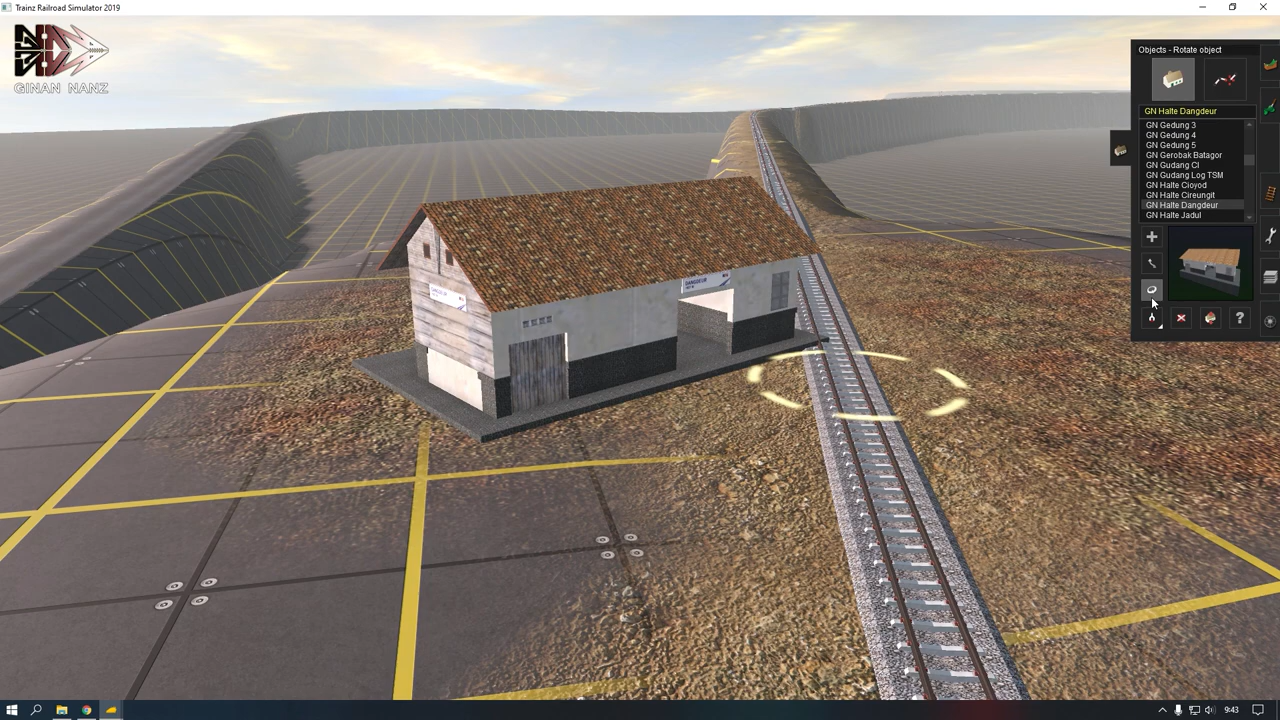 Trainz Railroad Simulator 2019
GINAN NANZ
Objects - Rotate object
GN Halte Dangdeur
GN Gedung 3
GN Gedung 4
GN Gedung 5
GN Gerobak Batagor
GN Gudang CI
GN Gudang Log TSM
GN Halte Cioyod
GN Halte Cireungit
GN Halte Dangdeur
GN Halte Jadul
DANGDEUR
DANGDEUR
9:43